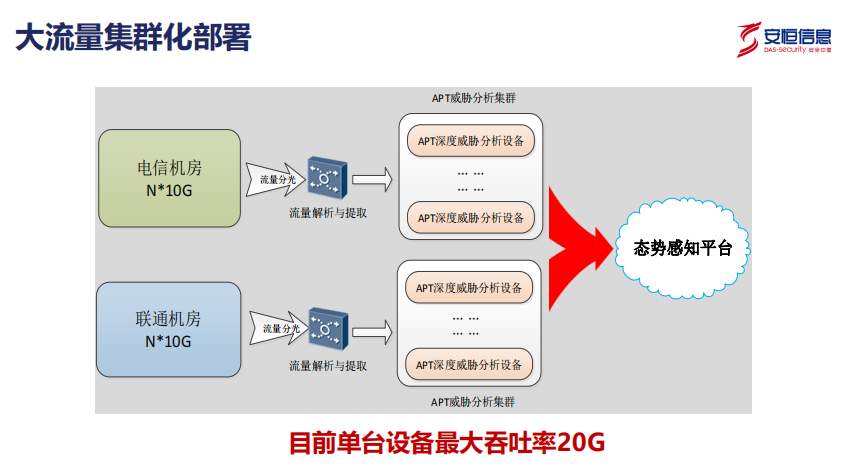 大流量集群化部署
安恒信息
DAS-security 安全中国
APT威胁分析集群
电信机房
N*10G
流量分光
流量解析与提取
APT深度威胁分析设备
... ...
... ...
APT深度威胁分析设备
态势感知平台
联通机房
N*10G
流量分光
流量解析与提取
APT深度威胁分析设备
... ...
... ...
APT深度威胁分析设备
APT威胁分析集群
目前单台设备最大吞吐率20G